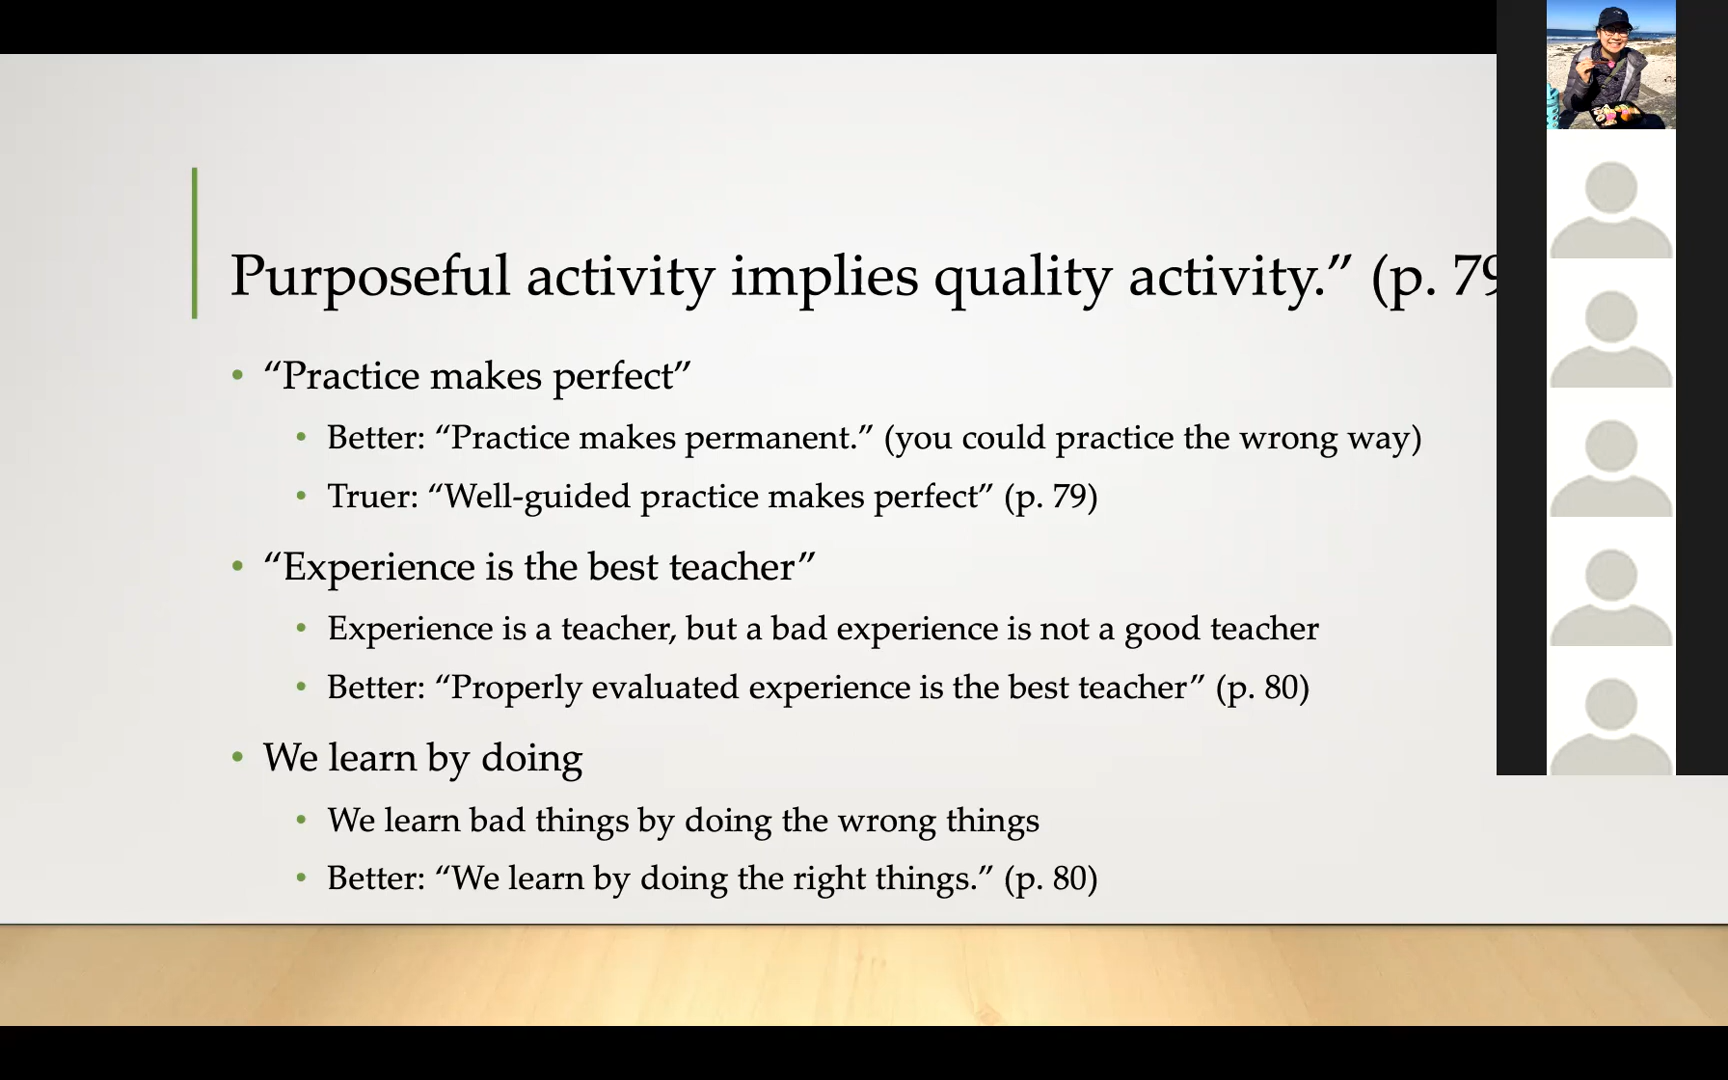 Purposeful activity implies quality activity.” (p. 79
• “Practice makes perfect”
• Better: “Practice makes permanent.” (you could practice the wrong way)
• Truer: “Well-guided practice makes perfect” (p. 79)
• “Experience is the best teacher”
• Experience is a teacher, but a bad experience is not a good teacher
• Better: “Properly evaluated experience is the best teacher” (p. 80)
• We learn by doing
• We learn bad things by doing the wrong things
• Better: “We learn by doing the right things.” (p. 80)